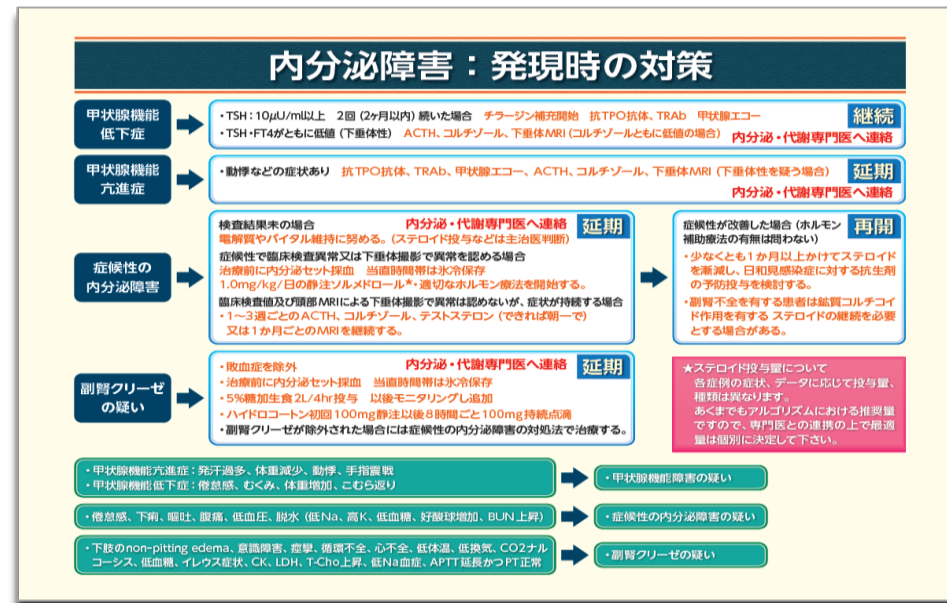 内分泌障害：発現時の対策
甲状腺機能
低下症
・TSH：10μU/ml以上 2回（2ヶ月以内）続いた場合 チラージン補充開始 抗TPO抗体、TRAb 甲状腺エコー
継続
・TSH・FT4がともに低値（下垂体性） ACTH、コルチゾール、下垂体MRI（コルチゾールともに低値の場合）
内分泌・代謝専門医へ連絡
甲状腺機能
亢進症
・動悸などの症状あり 抗TPO抗体、TRAb、甲状腺エコー、ACTH、コルチゾール、下垂体MRI（下垂体性を疑う場合）
延期
内分泌・代謝専門医へ連絡
症候性の
内分泌障害
検査結果未の場合 内分泌・代謝専門医へ連絡
延期
電解質やバイタル維持に努める。（ステロイド投与などは主治医判断）
症候性で臨床検査異常又は下垂体撮影で異常を認める場合
治療前に内分泌セット採血 当直時間帯は氷冷保存
1.0mg/kg/日の静注ソルメドロール*・適切なホルモン療法を開始する。
臨床検査値及び頭部MRIによる下垂体撮影で異常は認めないが、症状が持続する場合
・1～3週ごとのACTH、コルチゾール、テストステロン（できれば朝一で）
又は1か月ごとのMRIを継続する。
症候性が改善した場合（ホルモン
補助療法の有無は問わない）
再開
・少なくとも1か月以上かけてステロイド
を漸減し、日和見感染症に対する抗生剤
の予防投与を検討する。
・副腎不全を有する患者は鉱質コルチコイ
ド作用を有する ステロイドの継続を必要
とする場合がある。
副腎クリーゼ
の疑い
・敗血症を除外 内分泌・代謝専門医へ連絡
延期
・治療前に内分泌セット採血 当直時間帯は氷冷保存
・5%糖加生食2L/4hr投与 以後モニタリングし追加
・ハイドロコートン初回100mg静注以後8時間ごと100mg持続点滴
・副腎クリーゼが除外された場合には症候性の内分泌障害の対処法で治療する。
★ステロイド投与量について
各症例の症状、データに応じて投与量、
種類は異なります。
あくまでもアルゴリズムにおける推奨量
ですので、専門医との連携の上で最適
量は個別に決定して下さい。
・甲状腺機能亢進症：発汗過多、体重減少、動悸、手指震戦
・甲状腺機能低下症：倦怠感、むくみ、体重増加、こむら返り
・甲状腺機能障害の疑い
・倦怠感、下痢、嘔吐、腹痛、低血圧、脱水（低Na、高K、低血糖、好酸球増加、BUN上昇）
・症候性の内分泌障害の疑い
・下肢のnon-pitting edema、意識障害、痙攣、循環不全、心不全、低体温、低換気、CO2ナル
コーシス、低血糖、イレウス症状、CK、LDH、T-Cho上昇、低Na血症、APTT延長かつPT正常
・副腎クリーゼの疑い